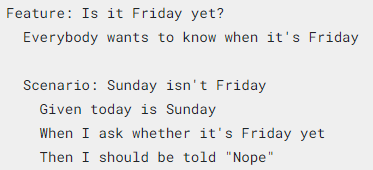 Feature: Is it Friday yet?
Everybody wants to know when it's Friday
Scenario: Sunday isn't Friday
Given today is Sunday
When I ask whether it's Friday yet
Then I should be told "Nope"